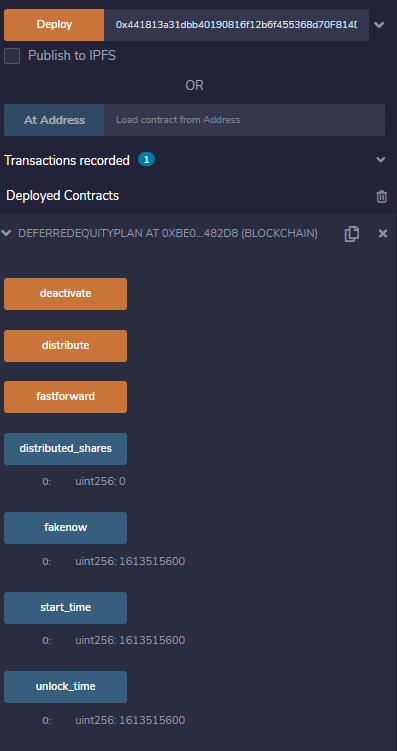 Deploy 0x441813a31dbb40190816f12b6f455368d70F814D
Publish to IPFS
OR
At Address Load contract from Address
Transactions recorded 1
Deployed Contracts
DEFERREDEQUITYPLAN AT 0XBE0...482D8 (BLOCKCHAIN)
deactivate
distribute
fastforward
distributed_shares
0: uint256: 0
fakenow
0: uint256: 1613515600
start_time
0: uint256: 1613515600
unlock_time
0: uint256: 1613515600